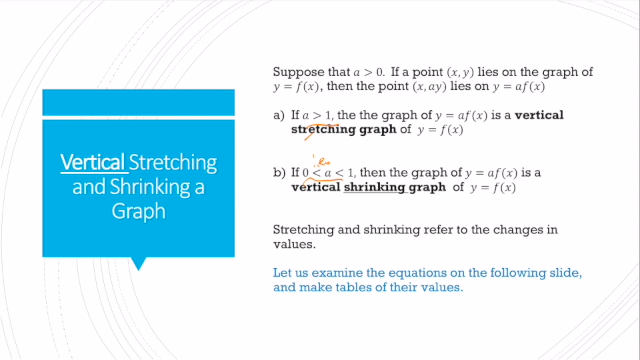 Vertical Stretching
and Shrinking a
Graph
Suppose that a > 0. If a point (x, y) lies on the graph of
y = f(x), then the point (x, ay) lies on y = af(x)
a) If a > 1, the the graph of y = af(x) is a vertical
stretching graph of y = f(x)
b) If 0 < a < 1, then the graph of y = af(x) is a
vertical shrinking graph of y = f(x)
Stretching and shrinking refer to the changes in
values.
Let us examine the equations on the following slide,
and make tables of their values.